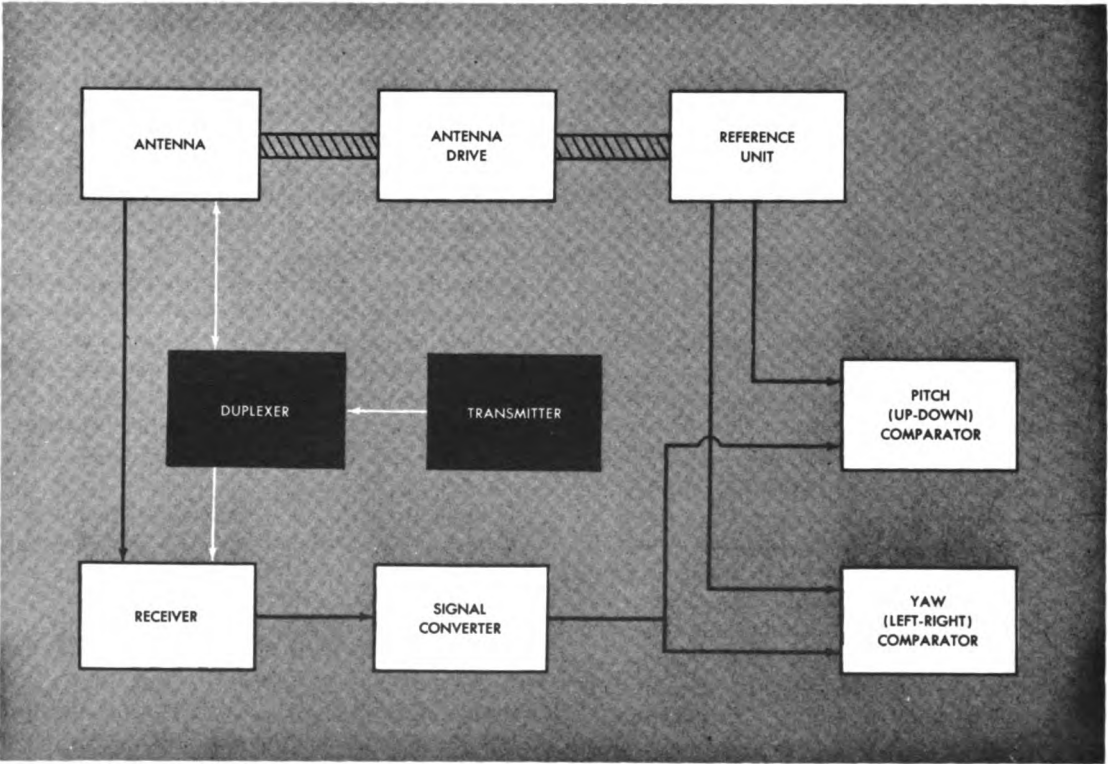 ANTENNA
ANTENNA
DRIVE
REFERENCE
UNIT
DUPLEXER
TRANSMITTER
PITCH
(UP-DOWN)
COMPARATOR
RECEIVER
SIGNAL
CONVERTER
YAW
(LEFT-RIGHT)
COMPARATOR